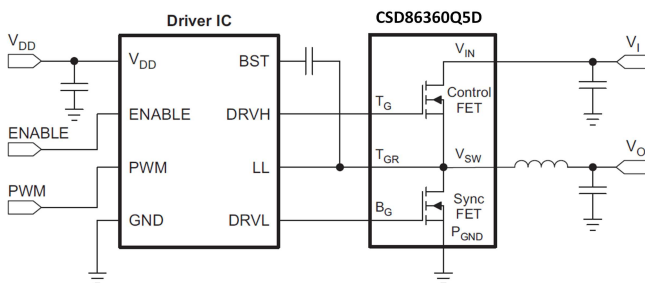 Driver IC
CSD86360Q5D
VDD
VDD
BST
VIN
VI
ENABLE
ENABLE
DRVH
TG
Control
FET
PWM
PWM
LL
TGR
VSW
VO
GND
DRVL
BG
Sync
FET
PGND